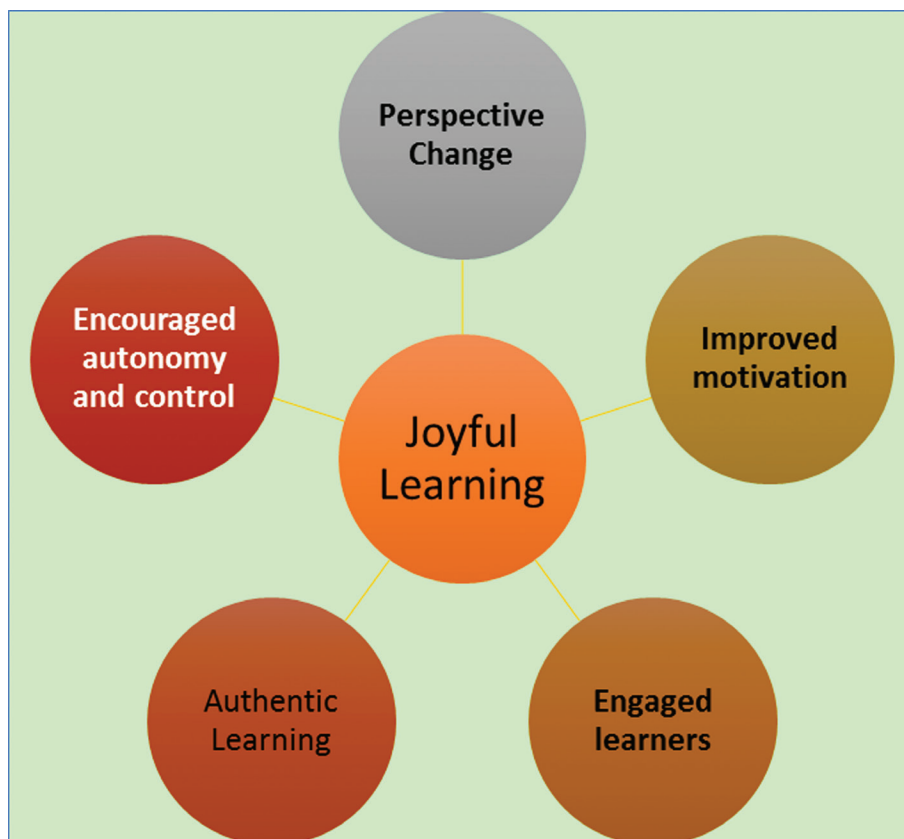 Perspective
Change
Encouraged
autonomy
and control
Improved
motivation
Joyful
Learning
Authentic
Learning
Engaged
learners